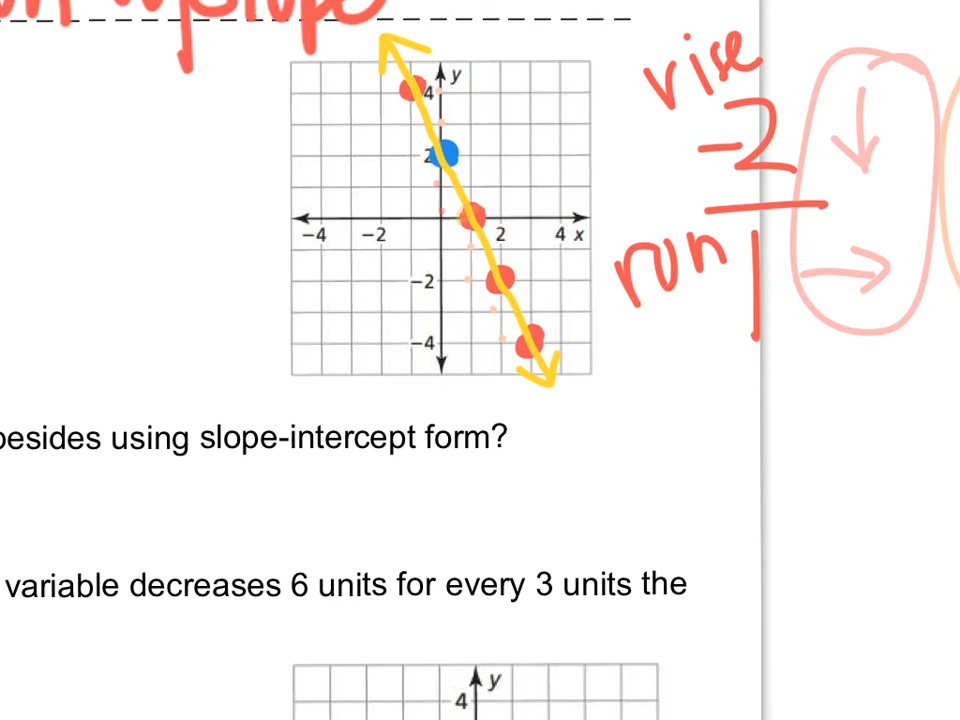 slope
rise
-2
run 1
y
4
2
-4 -2 2 4 x
-2
-4
besides using slope-intercept form?
variable decreases 6 units for every 3 units the
y
4